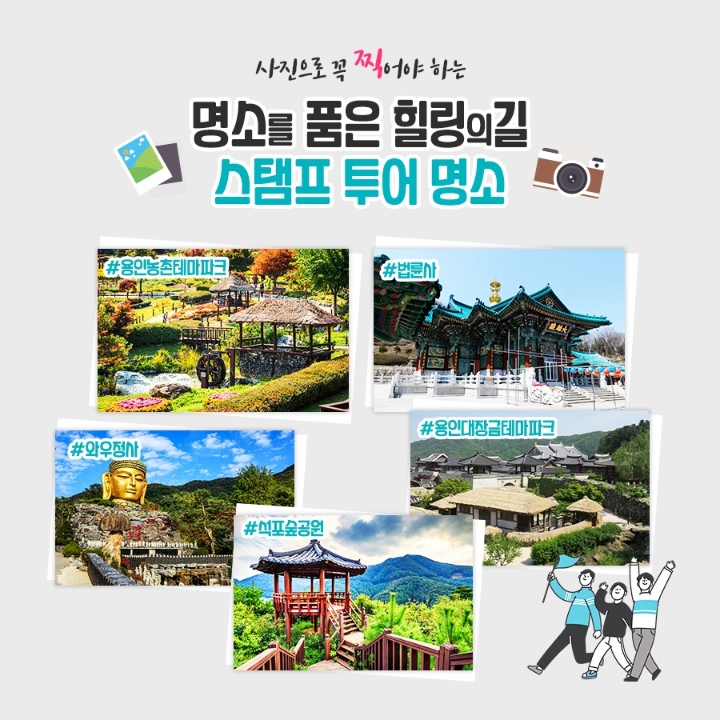 사진으로 꼭 찍어야 하는
명소를 품은 힐링의길
스탬프 투어 명소
#용인농촌테마파크
#법륜사
#와우정사
#용인대장금테마파크
#석포숲공원